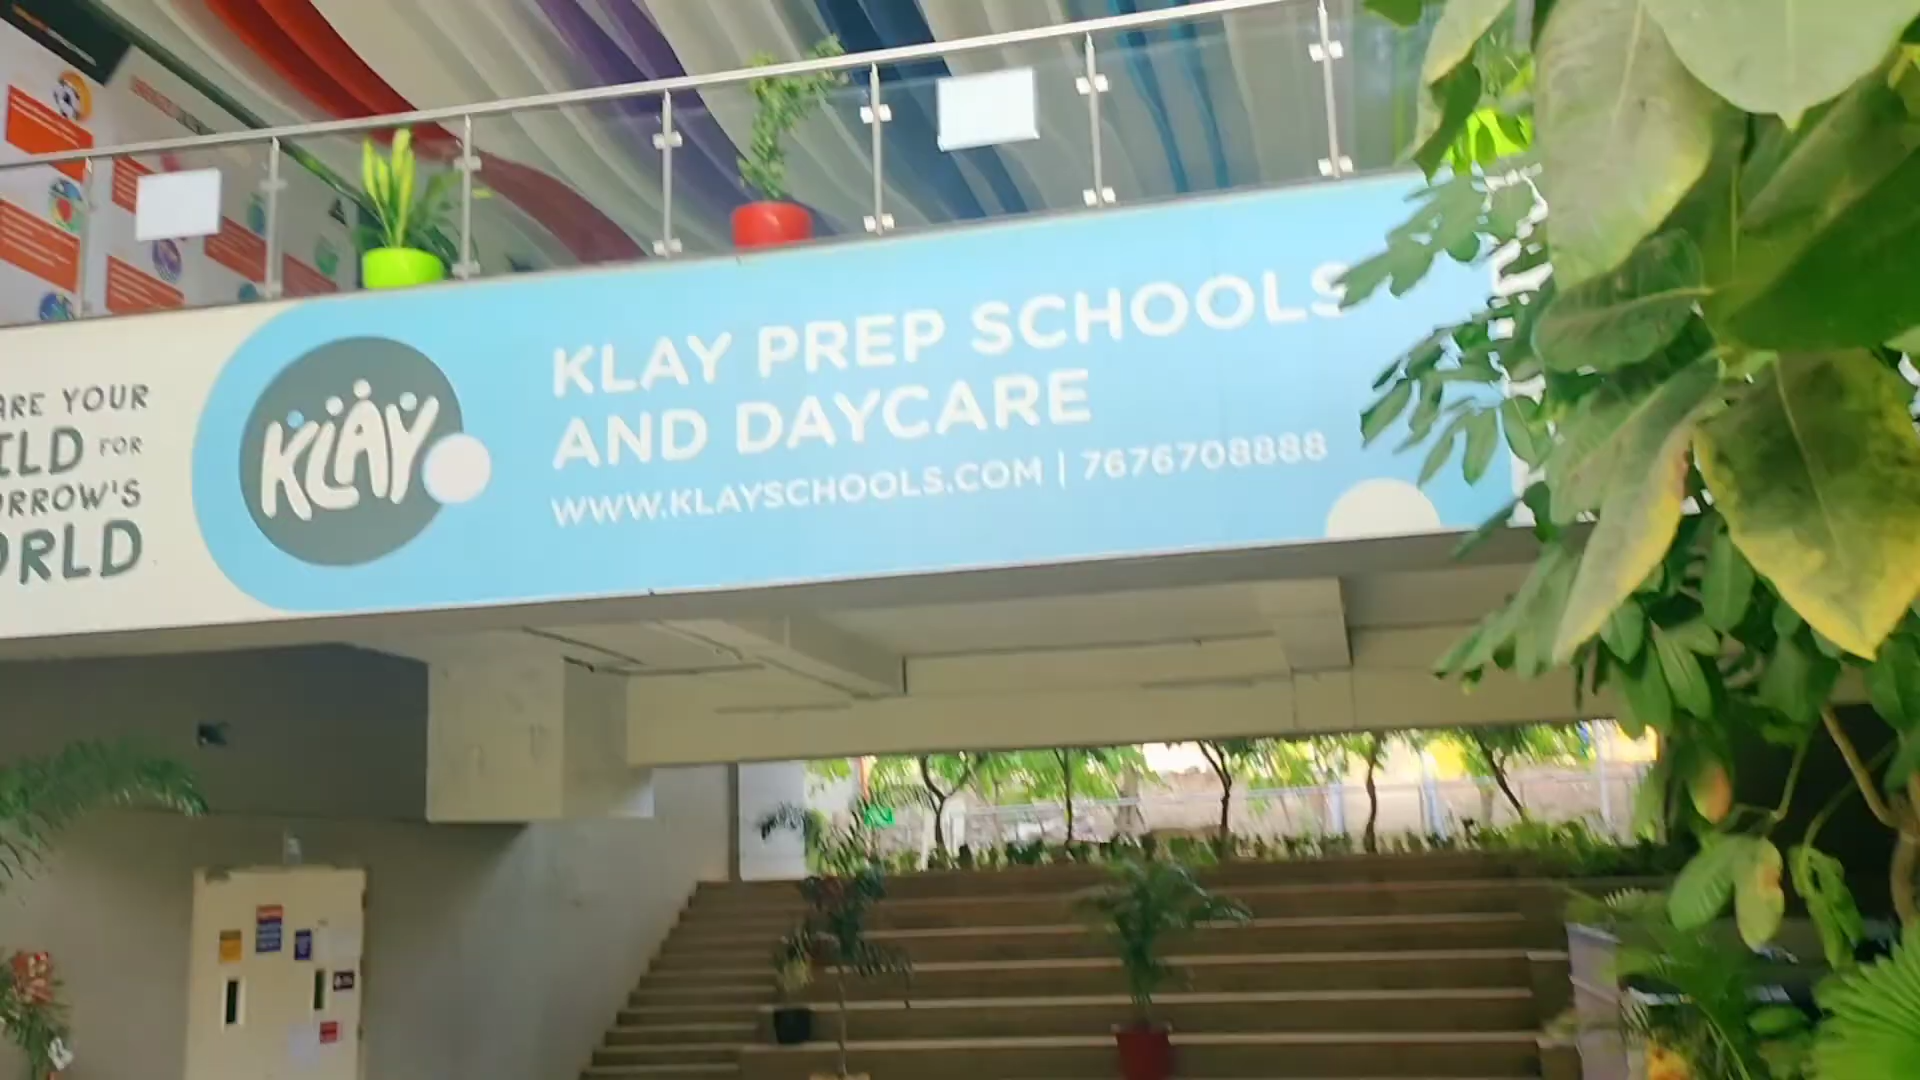 ARE YOUR
ILD FOR
ORROW'S
ORLD
KLAY
KLAY PREP SCHOOLS
AND DAYCARE
WWW.KLAYSCHOOLS.COM | 7676708888